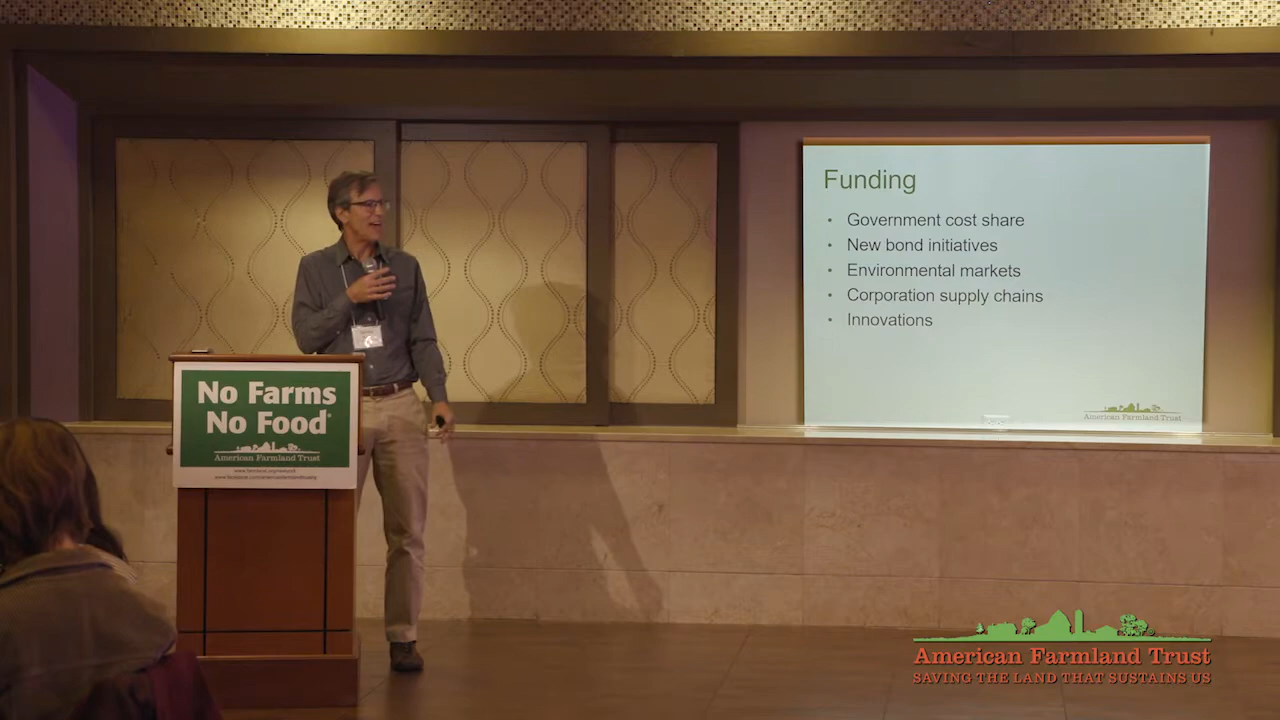 Funding
• Government cost share
• New bond initiatives
• Environmental markets
• Corporation supply chains
• Innovations
American Farmland Trust
No Farms
No Food®
American Farmland Trust
American Farmland Trust
SAVING THE LAND THAT SUSTAINS US